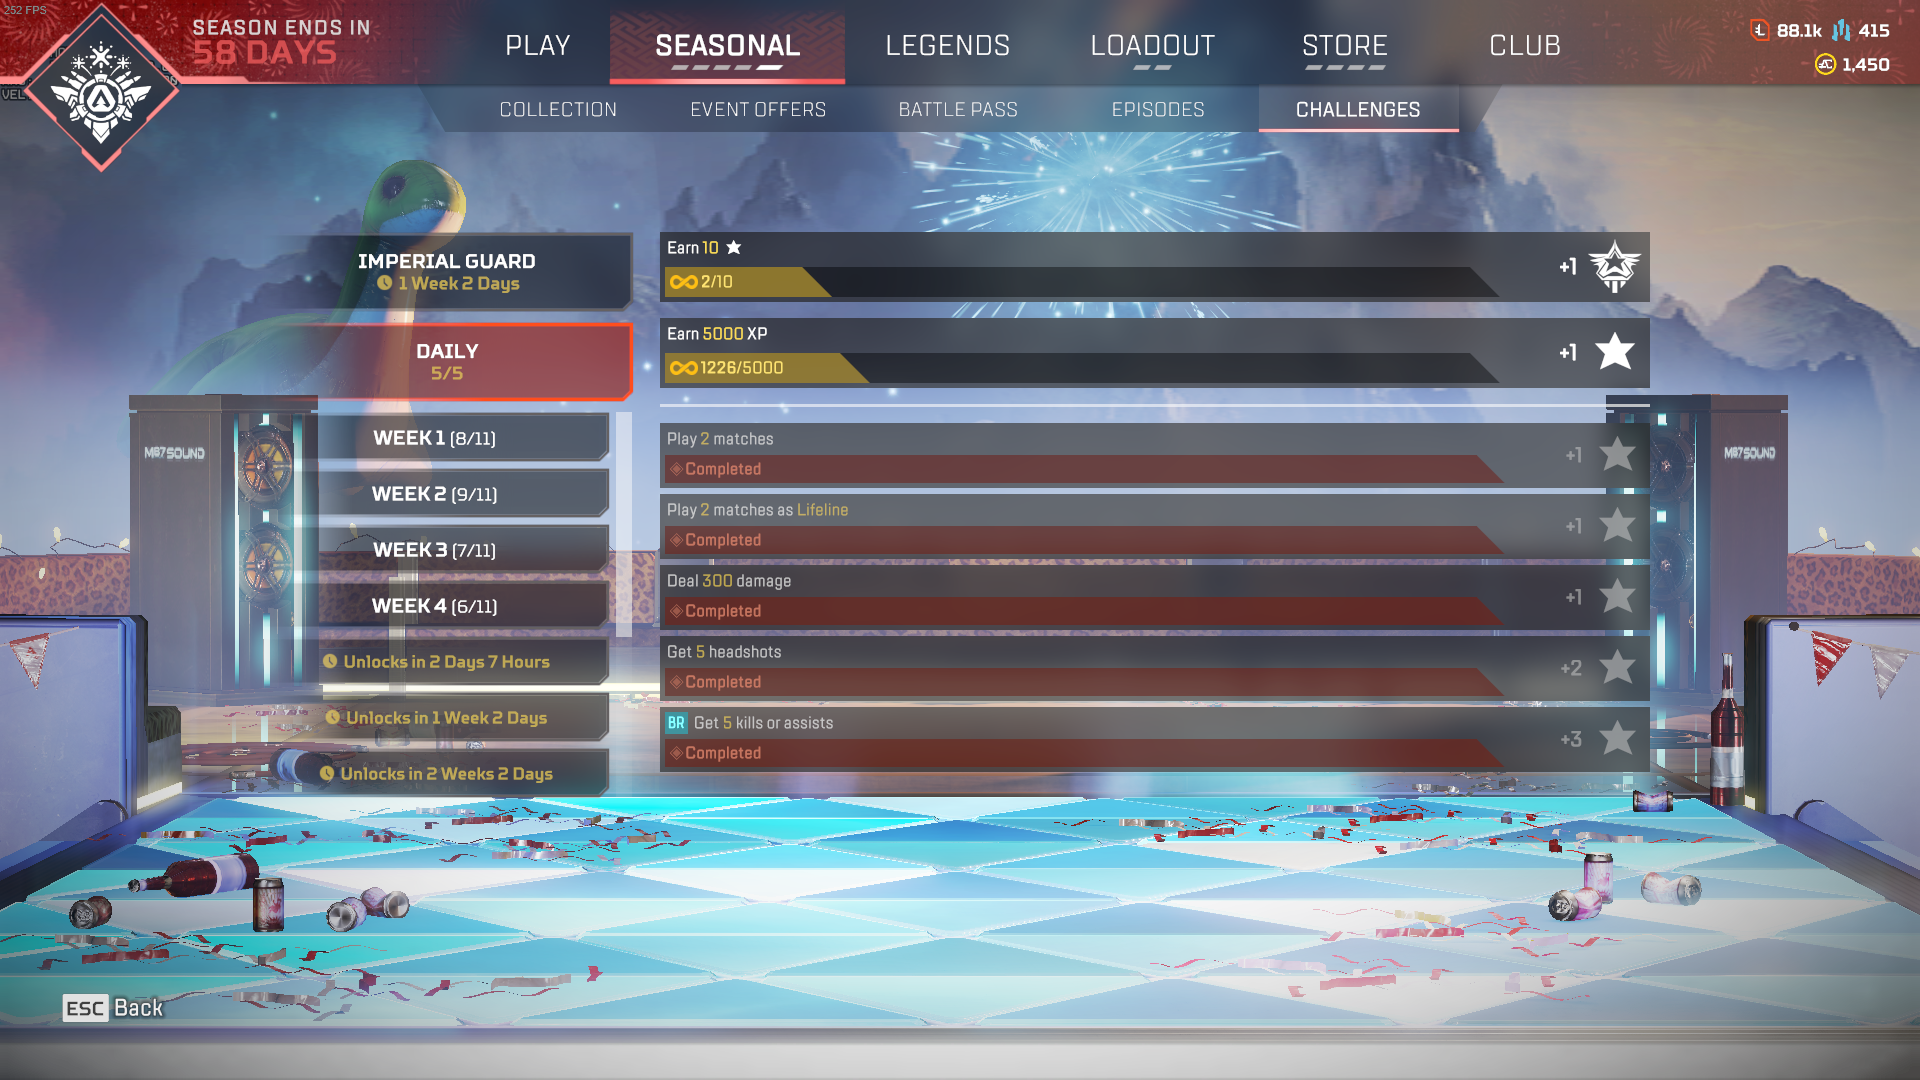 252 FPS
SEASON ENDS IN
58 DAYS
VEL
PLAY
SEASONAL
LEGENDS
LOADOUT
STORE
CLUB
88.1k
415
1,450
COLLECTION
EVENT OFFERS
BATTLE PASS
EPISODES
CHALLENGES
IMPERIAL GUARD
1 Week 2 Days
DAILY
5/5
WEEK 1 (8/11)
WEEK 2 (9/11)
WEEK 3 (7/11)
WEEK 4 (6/11)
Unlocks in 2 Days 7 Hours
Unlocks in 1 Week 2 Days
Unlocks in 2 Weeks 2 Days
Earn 10
2/10
+1
Earn 5000 XP
1226/5000
+1
Play 2 matches
Completed
+1
Play 2 matches as Lifeline
Completed
+1
Deal 300 damage
Completed
+1
Get 5 headshots
Completed
+2
BR Get 5 kills or assists
Completed
+3
M87SOUND
M87SOUND
ESC Back